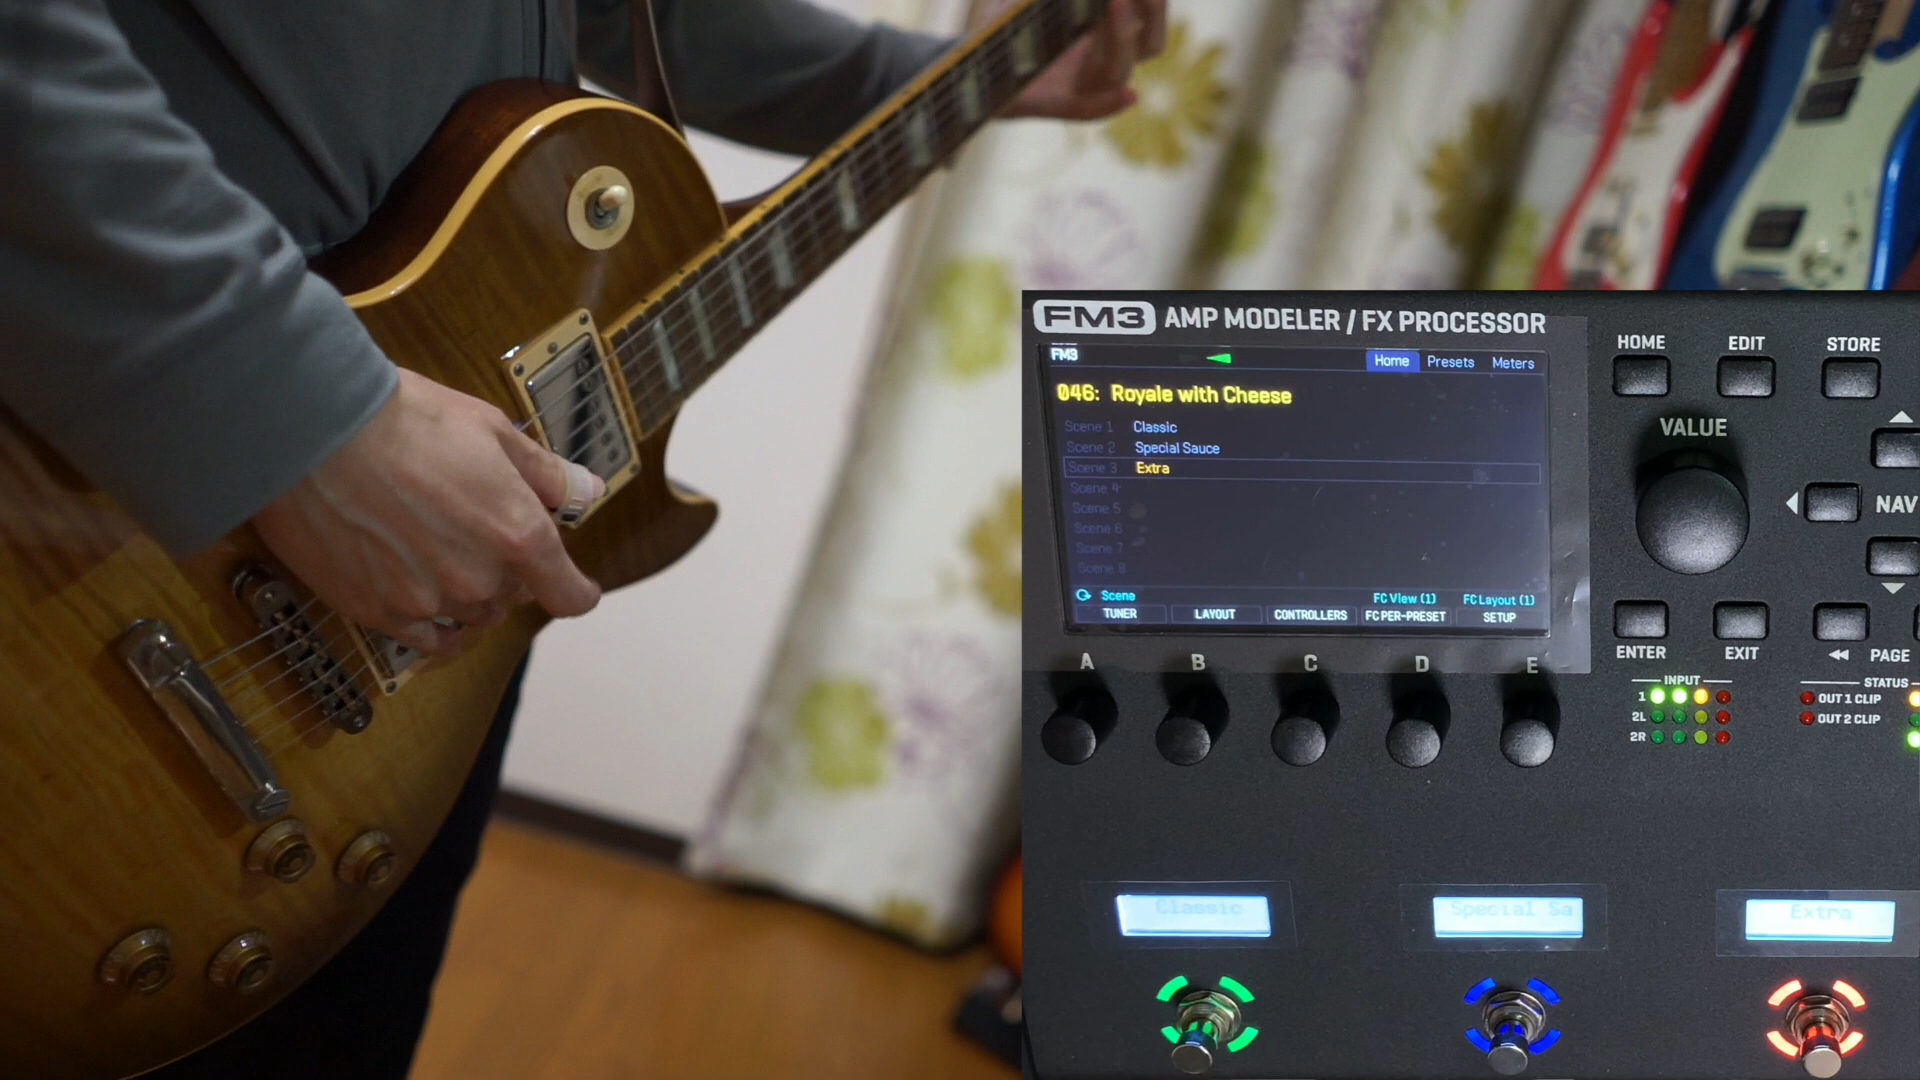 FM3 AMP MODELER / FX PROCESSOR
FM3
Home Presets Meters
046: Royale with Cheese
Scene 1 Classic
Scene 2 Special Sauce
Scene 3 Extra
Scene 4
Scene 5
Scene 6
Scene 7
Scene 8
Scene FC View (1) FC Layout (1)
TUNER LAYOUT CONTROLLERS FC PER-PRESET SETUP
A B C D E
HOME EDIT STORE
VALUE
NAV
ENTER EXIT PAGE
INPUT STATUS
1 OUT 1 CLIP
2L OUT 2 CLIP
2R
Classic Special Sa Extra